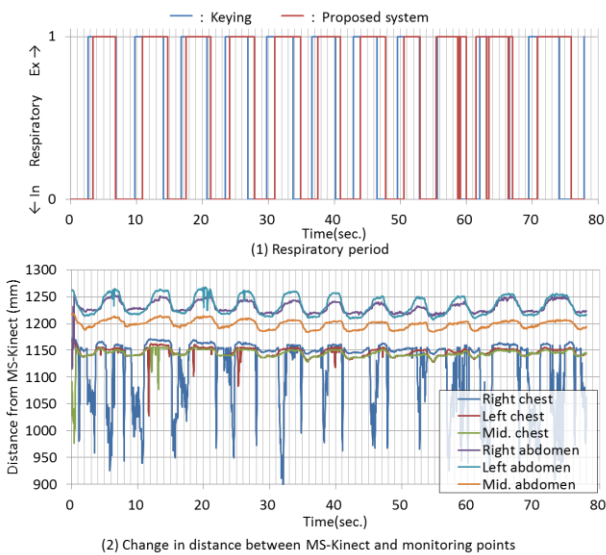 : Keying : Proposed system
← In Respiratory Ex →
1
0
0 10 20 30 40 50 60 70 80
Time(sec.)
(1) Respiratory period
Distance from MS-Kinect (mm)
1300
1250
1200
1150
1100
1050
1000
950
900
Right chest
Left chest
Mid. chest
Right abdomen
Left abdomen
Mid. abdomen
0 10 20 30 40 50 60 70 80
Time(sec.)
(2) Change in distance between MS-Kinect and monitoring points